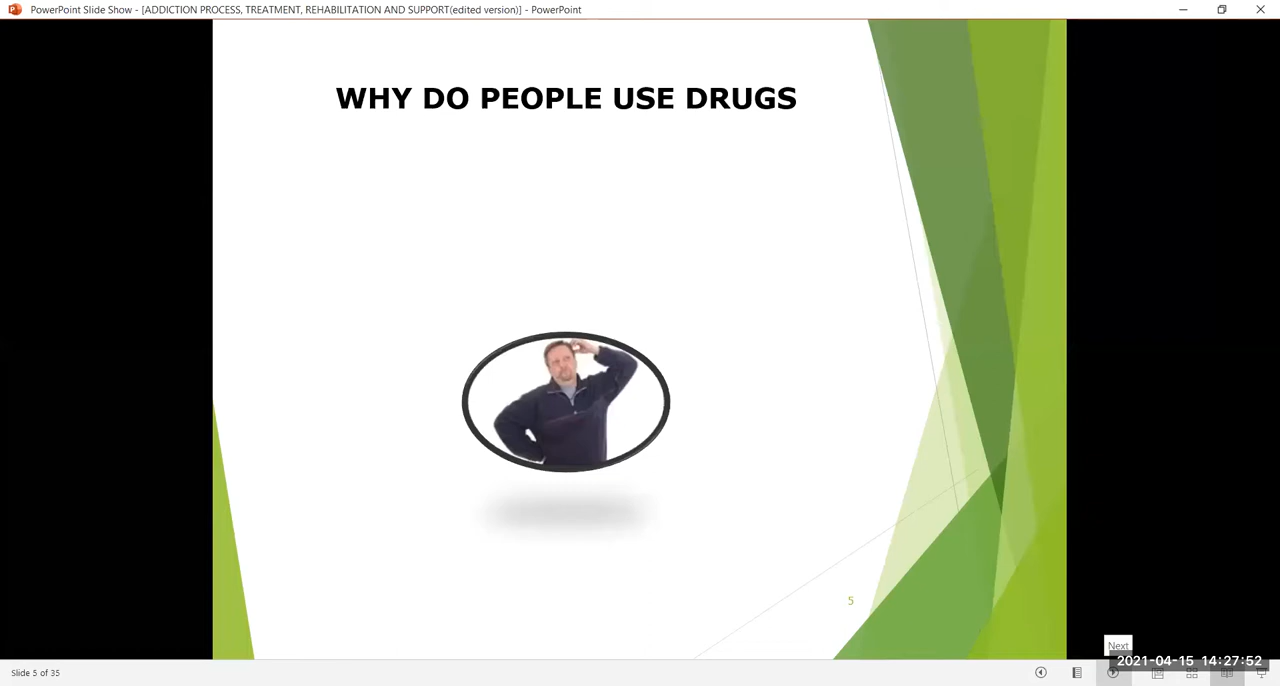 PowerPoint Slide Show - [ADDICTION PROCESS, TREATMENT, REHABILITATION AND SUPPORT(edited version)] - PowerPoint
WHY DO PEOPLE USE DRUGS
5
Next
2021-04-15 14:27:52
Slide 5 of 35